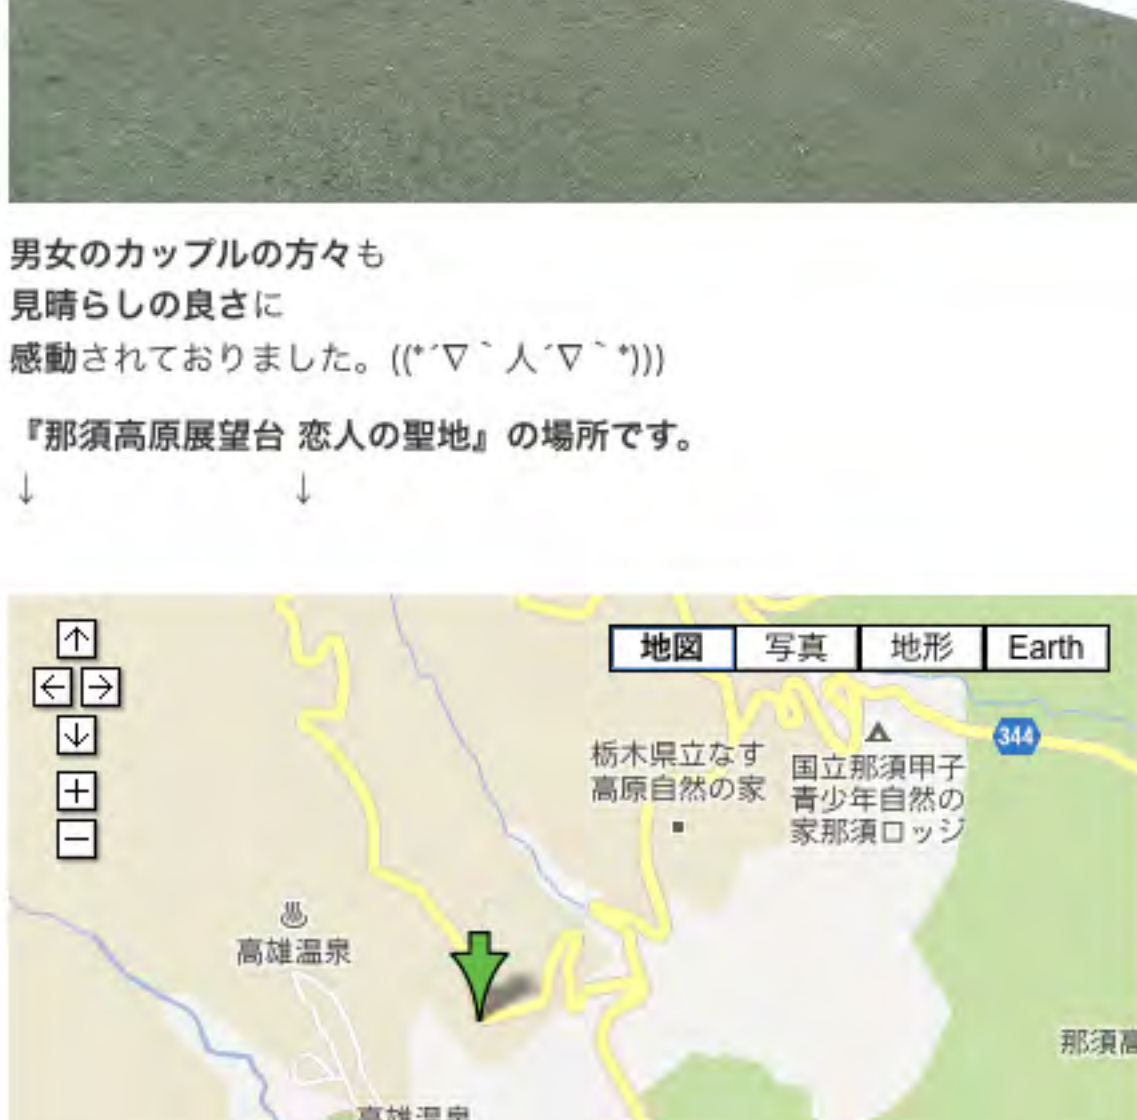 男女のカップルの方々も
見晴らしの良さに
感動されておりました。((*´∇｀人´∇｀*)))
『那須高原展望台 恋人の聖地』の場所です。
↓ ↓
↑
← →
↓
+
−
地図 写真 地形 Earth
344
栃木県立なす
高原自然の家
国立那須甲子
青少年自然の
家那須ロッジ
高雄温泉
那須高
高雄温泉